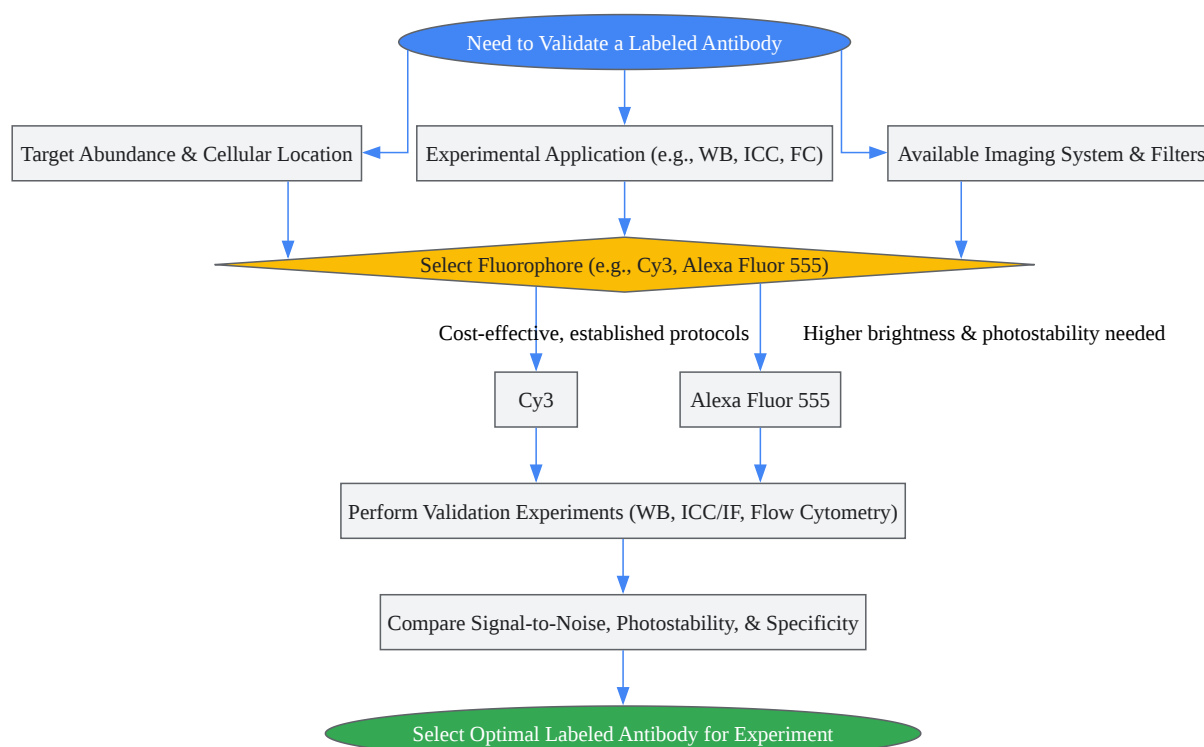 Need to Validate a Labeled Antibody
Target Abundance & Cellular Location
Experimental Application (e.g., WB, ICC, FC)
Available Imaging System & Filters
Select Fluorophore (e.g., Cy3, Alexa Fluor 555)
Cost-effective, established protocols
Higher brightness & photostability needed
Cy3
Alexa Fluor 555
Perform Validation Experiments (WB, ICC/IF, Flow Cytometry)
Compare Signal-to-Noise, Photostability, & Specificity
Select Optimal Labeled Antibody for Experiment